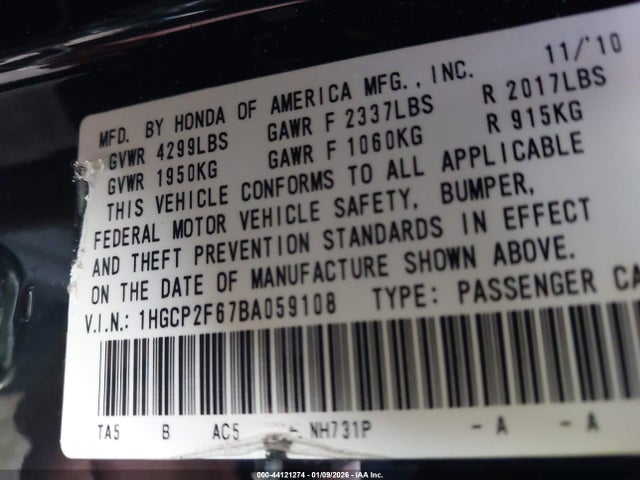 11/'10
MFD. BY HONDA OF AMERICA MFG., INC.
GVWR 4299LBS GAWR F 2337LBS R 2017LBS
GVWR 1950KG GAWR F 1060KG R 915KG
THIS VEHICLE CONFORMS TO ALL APPLICABLE
FEDERAL MOTOR VEHICLE SAFETY, BUMPER,
AND THEFT PREVENTION STANDARDS IN EFFECT
ON THE DATE OF MANUFACTURE SHOWN ABOVE.
V.I.N.: 1HGCP2F67BA059108 TYPE: PASSENGER CA
TA5 B AC5 NH731P - A - A
000-44121274 | 01/09/2026 | IAA Inc.